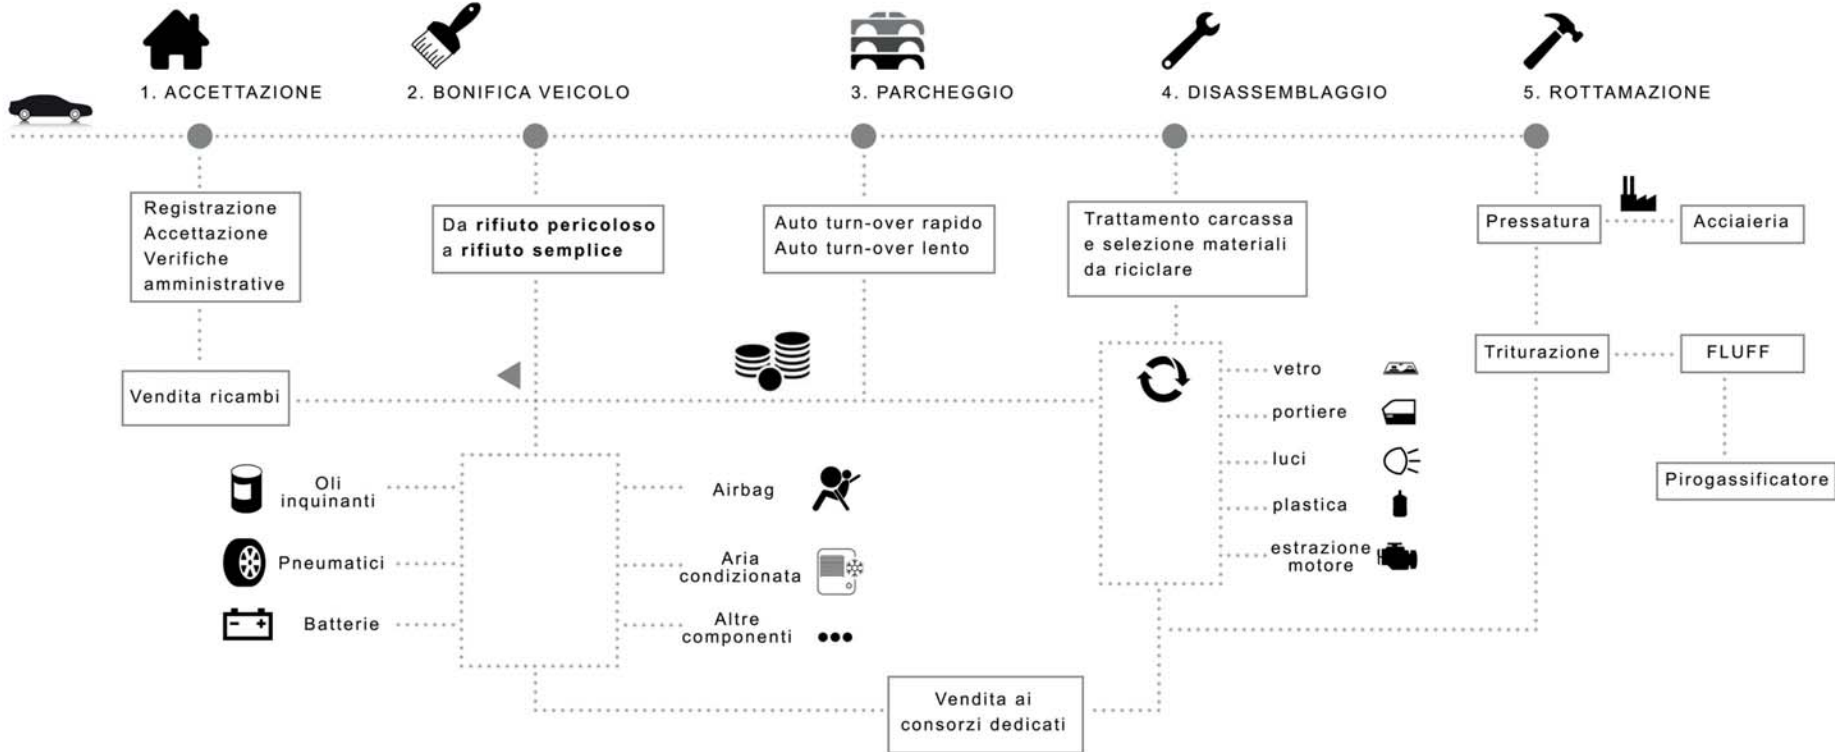 1. ACCETTAZIONE
2. BONIFICA VEICOLO
3. PARCHEGGIO
4. DISASSEMBLAGGIO
5. ROTTAMAZIONE
Registrazione
Accettazione
Verifiche
amministrative
Da rifiuto pericoloso
a rifiuto semplice
Auto turn-over rapido
Auto turn-over lento
Trattamento carcassa
e selezione materiali
da riciclare
Pressatura
Acciaieria
Triturazione
FLUFF
Pirogassificatore
Vendita ricambi
vetro
portiere
luci
plastica
estrazione
motore
Oli
inquinanti
Pneumatici
Batterie
Airbag
Aria
condizionata
Altre
componenti
Vendita ai
consorzi dedicati